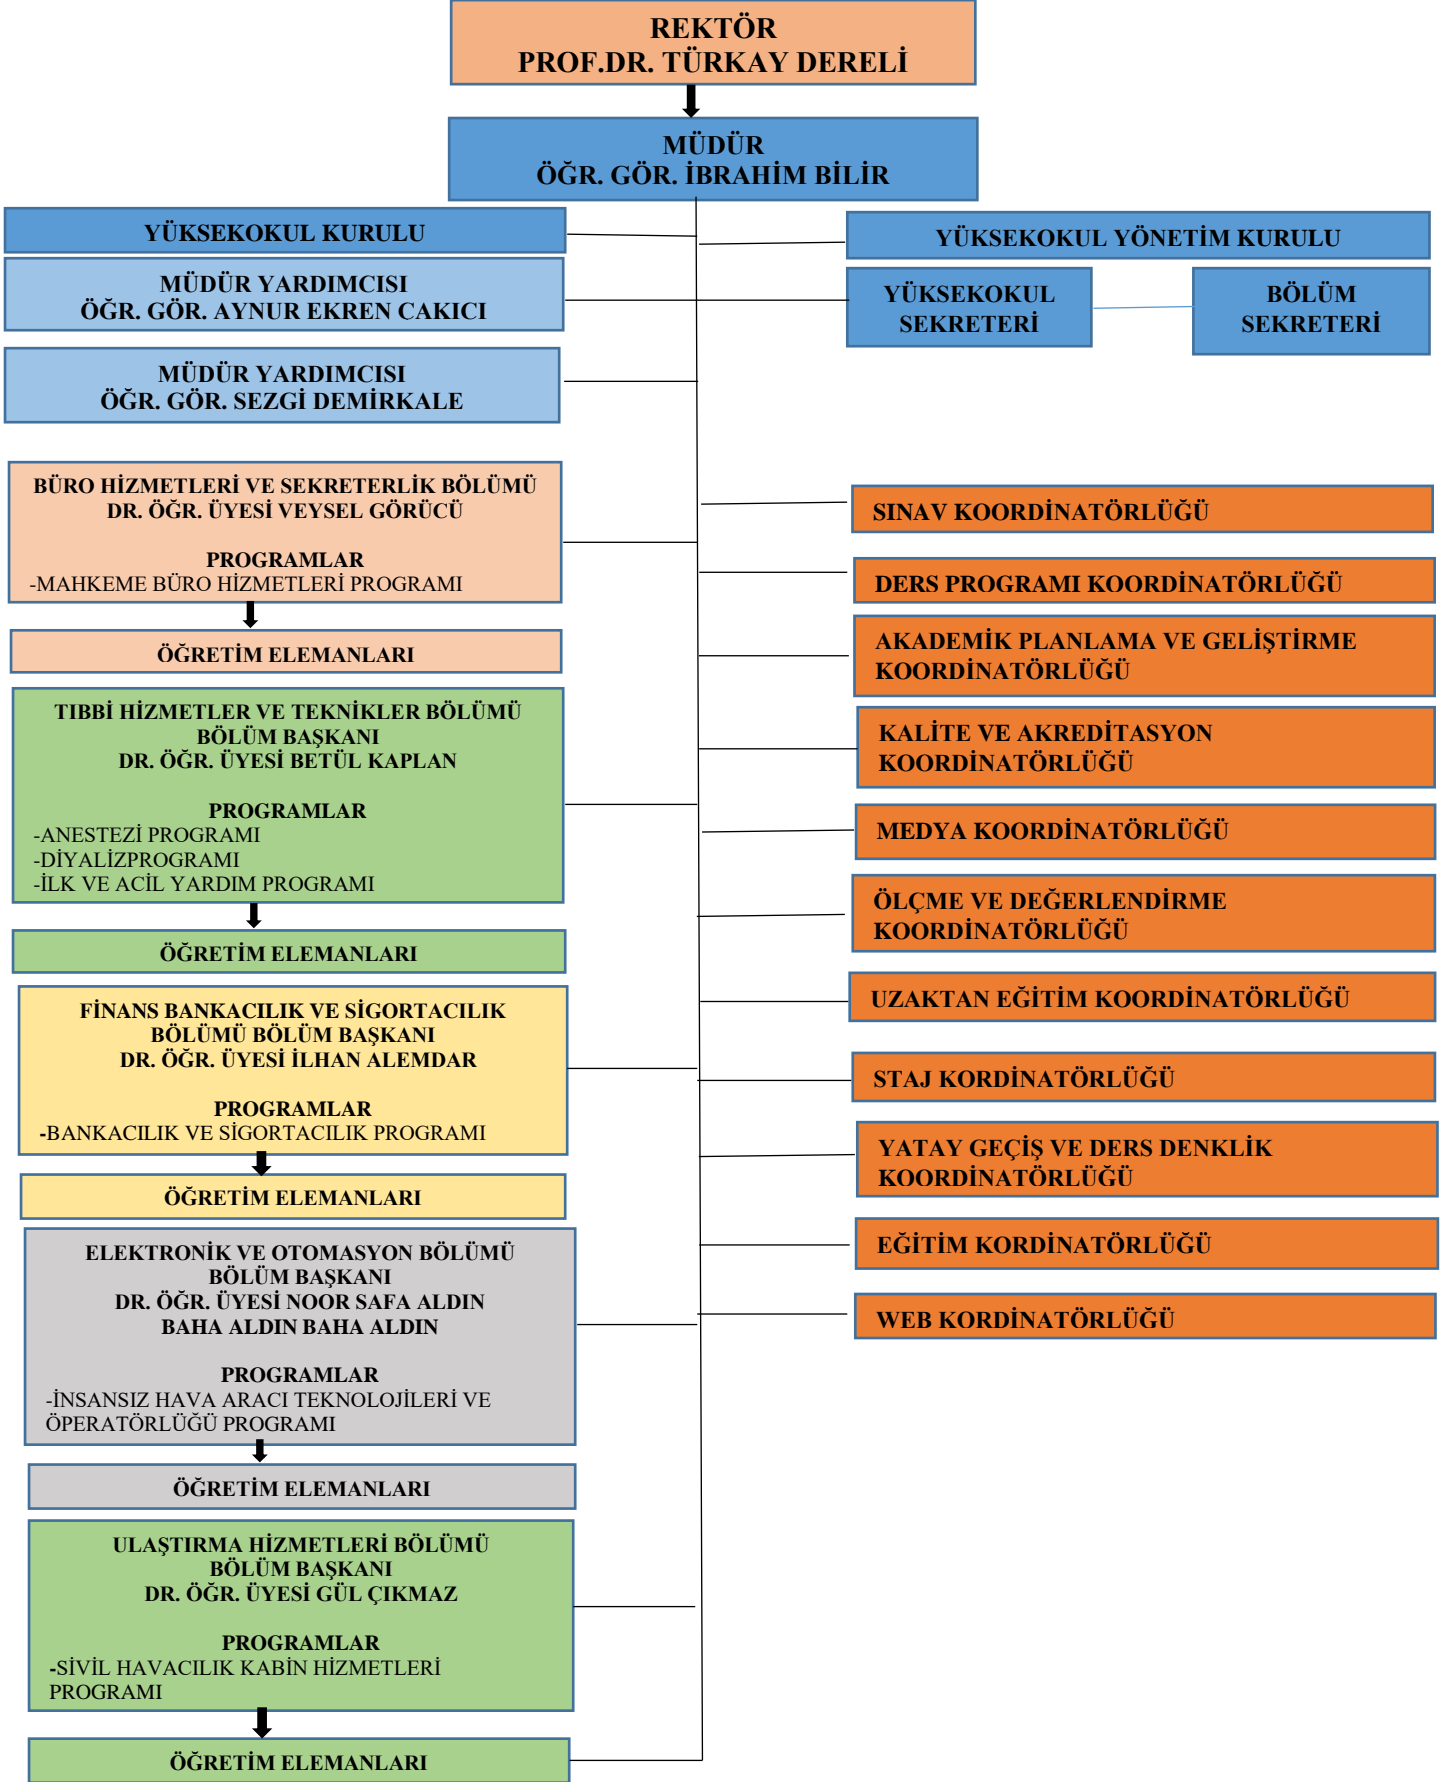 REKTÖR
PROF.DR. TÜRKAY DERELİ
MÜDÜR
ÖĞR. GÖR. İBRAHİM BİLİR
YÜKSEKOKUL KURULU
YÜKSEKOKUL YÖNETİM KURULU
MÜDÜR YARDIMCISI
ÖĞR. GÖR. AYNUR EKREN CAKICI
YÜKSEKOKUL
SEKRETERİ
BÖLÜM
SEKRETERİ
MÜDÜR YARDIMCISI
ÖĞR. GÖR. SEZGİ DEMİRKALE
BÜRO HİZMETLERİ VE SEKRETERLİK BÖLÜMÜ
DR. ÖĞR. ÜYESİ VEYSEL GÖRÜCÜ
PROGRAMLAR
-MAHKEME BÜRO HİZMETLERİ PROGRAMI
ÖĞRETİM ELEMANLARI
TIBBİ HİZMETLER VE TEKNİKLER BÖLÜMÜ
BÖLÜM BAŞKANI
DR. ÖĞR. ÜYESİ BETÜL KAPLAN
PROGRAMLAR
-ANESTEZİ PROGRAMI
-DİYALİZPROGRAMI
-İLK VE ACİL YARDIM PROGRAMI
ÖĞRETİM ELEMANLARI
FİNANS BANKACILIK VE SİGORTACILIK
BÖLÜMÜ BÖLÜM BAŞKANI
DR. ÖĞR. ÜYESİ İLHAN ALEMDAR
PROGRAMLAR
-BANKACILIK VE SİGORTACILIK PROGRAMI
ÖĞRETİM ELEMANLARI
ELEKTRONİK VE OTOMASYON BÖLÜMÜ
BÖLÜM BAŞKANI
DR. ÖĞR. ÜYESİ NOOR SAFA ALDIN
BAHA ALDIN BAHA ALDIN
PROGRAMLAR
-İNSANSIZ HAVA ARACI TEKNOLOJİLERİ VE
ÖPERATÖRLÜĞÜ PROGRAMI
ÖĞRETİM ELEMANLARI
ULAŞTIRMA HİZMETLERİ BÖLÜMÜ
BÖLÜM BAŞKANI
DR. ÖĞR. ÜYESİ GÜL ÇIKMAZ
PROGRAMLAR
-SİVİL HAVACILIK KABİN HİZMETLERİ
PROGRAMI
ÖĞRETİM ELEMANLARI
SINAV KOORDİNATÖRLÜĞÜ
DERS PROGRAMI KOORDİNATÖRLÜĞÜ
AKADEMİK PLANLAMA VE GELİŞTİRME
KOORDİNATÖRLÜĞÜ
KALİTE VE AKREDİTASYON
KOORDİNATÖRLÜĞÜ
MEDYA KOORDİNATÖRLÜĞÜ
ÖLÇME VE DEĞERLENDİRME
KOORDİNATÖRLÜĞÜ
UZAKTAN EĞİTİM KOORDİNATÖRLÜĞÜ
STAJ KORDİNATÖRLÜĞÜ
YATAY GEÇİŞ VE DERS DENKLİK
KOORDİNATÖRLÜĞÜ
EĞİTİM KORDİNATÖRLÜĞÜ
WEB KORDİNATÖRLÜĞÜ